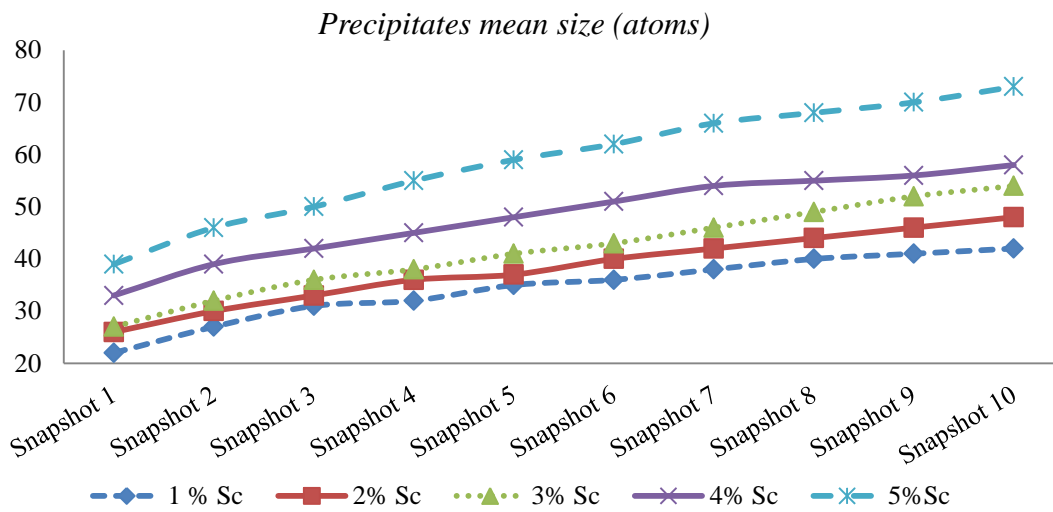 Precipitates mean size (atoms)
80
70
60
50
40
30
20
Snapshot 1
Snapshot 2
Snapshot 3
Snapshot 4
Snapshot 5
Snapshot 6
Snapshot 7
Snapshot 8
Snapshot 9
Snapshot 10
1 % Sc
2% Sc
3% Sc
4% Sc
5%Sc